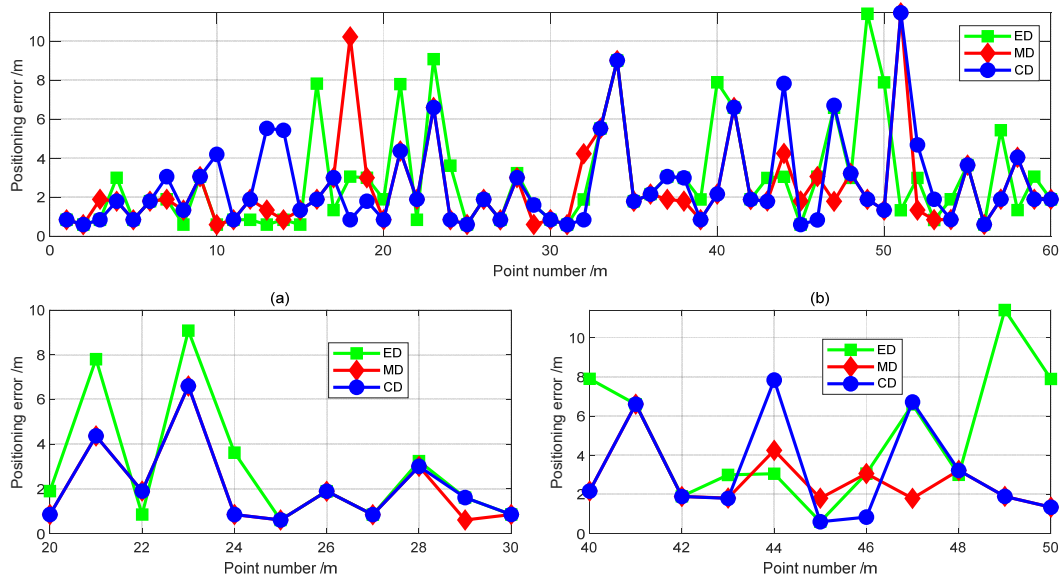 Positioning error /m
10
8
6
4
2
0
0 10 20 30 40 50 60
Point number /m
ED
MD
CD
(a)
(b)
Positioning error /m
10
8
6
4
2
0
20 22 24 26 28 30
Point number /m
ED
MD
CD
Positioning error /m
10
8
6
4
2
0
40 42 44 46 48 50
Point number /m
ED
MD
CD